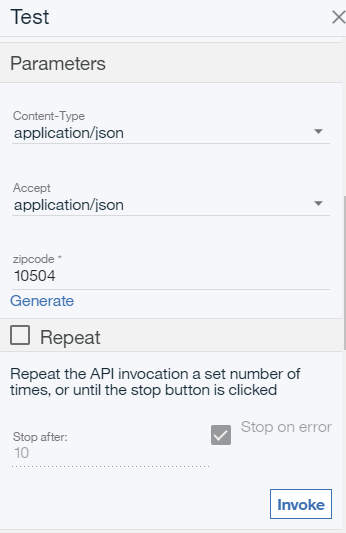 Test
Parameters
Content-Type
application/json
Accept
application/json
zipcode *
10504
Generate
Repeat
Repeat the API invocation a set number of
times, or until the stop button is clicked
Stop on error
Stop after:
10
Invoke